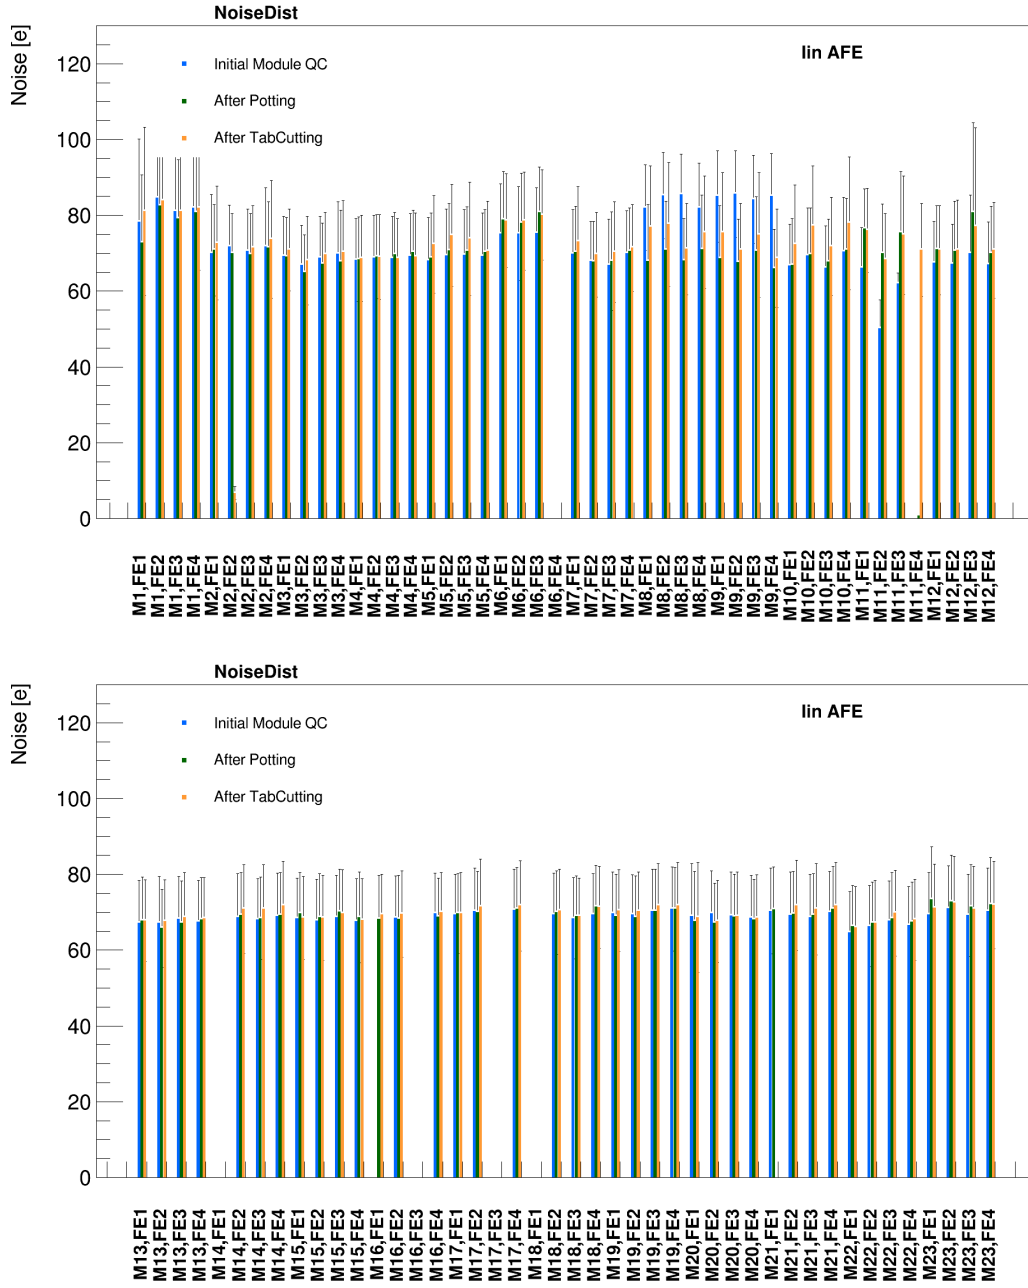 NoiseDist
Noise [e]
lin AFE
Initial Module QC
After Potting
After TabCutting
120
100
80
60
40
20
0
M1,FE1
M1,FE2
M1,FE3
M1,FE4
M2,FE1
M2,FE2
M2,FE3
M2,FE4
M3,FE1
M3,FE2
M3,FE3
M3,FE4
M4,FE1
M4,FE2
M4,FE3
M4,FE4
M5,FE1
M5,FE2
M5,FE3
M5,FE4
M6,FE1
M6,FE2
M6,FE3
M6,FE4
M7,FE1
M7,FE2
M7,FE3
M7,FE4
M8,FE1
M8,FE2
M8,FE3
M8,FE4
M9,FE1
M9,FE2
M9,FE3
M9,FE4
M10,FE1
M10,FE2
M10,FE3
M10,FE4
M11,FE1
M11,FE2
M11,FE3
M11,FE4
M12,FE1
M12,FE2
M12,FE3
M12,FE4
NoiseDist
Noise [e]
lin AFE
Initial Module QC
After Potting
After TabCutting
120
100
80
60
40
20
0
M13,FE1
M13,FE2
M13,FE3
M13,FE4
M14,FE1
M14,FE2
M14,FE3
M14,FE4
M15,FE1
M15,FE2
M15,FE3
M15,FE4
M16,FE1
M16,FE2
M16,FE3
M16,FE4
M17,FE1
M17,FE2
M17,FE3
M17,FE4
M18,FE1
M18,FE2
M18,FE3
M18,FE4
M19,FE1
M19,FE2
M19,FE3
M19,FE4
M20,FE1
M20,FE2
M20,FE3
M20,FE4
M21,FE1
M21,FE2
M21,FE3
M21,FE4
M22,FE1
M22,FE2
M22,FE3
M22,FE4
M23,FE1
M23,FE2
M23,FE3
M23,FE4